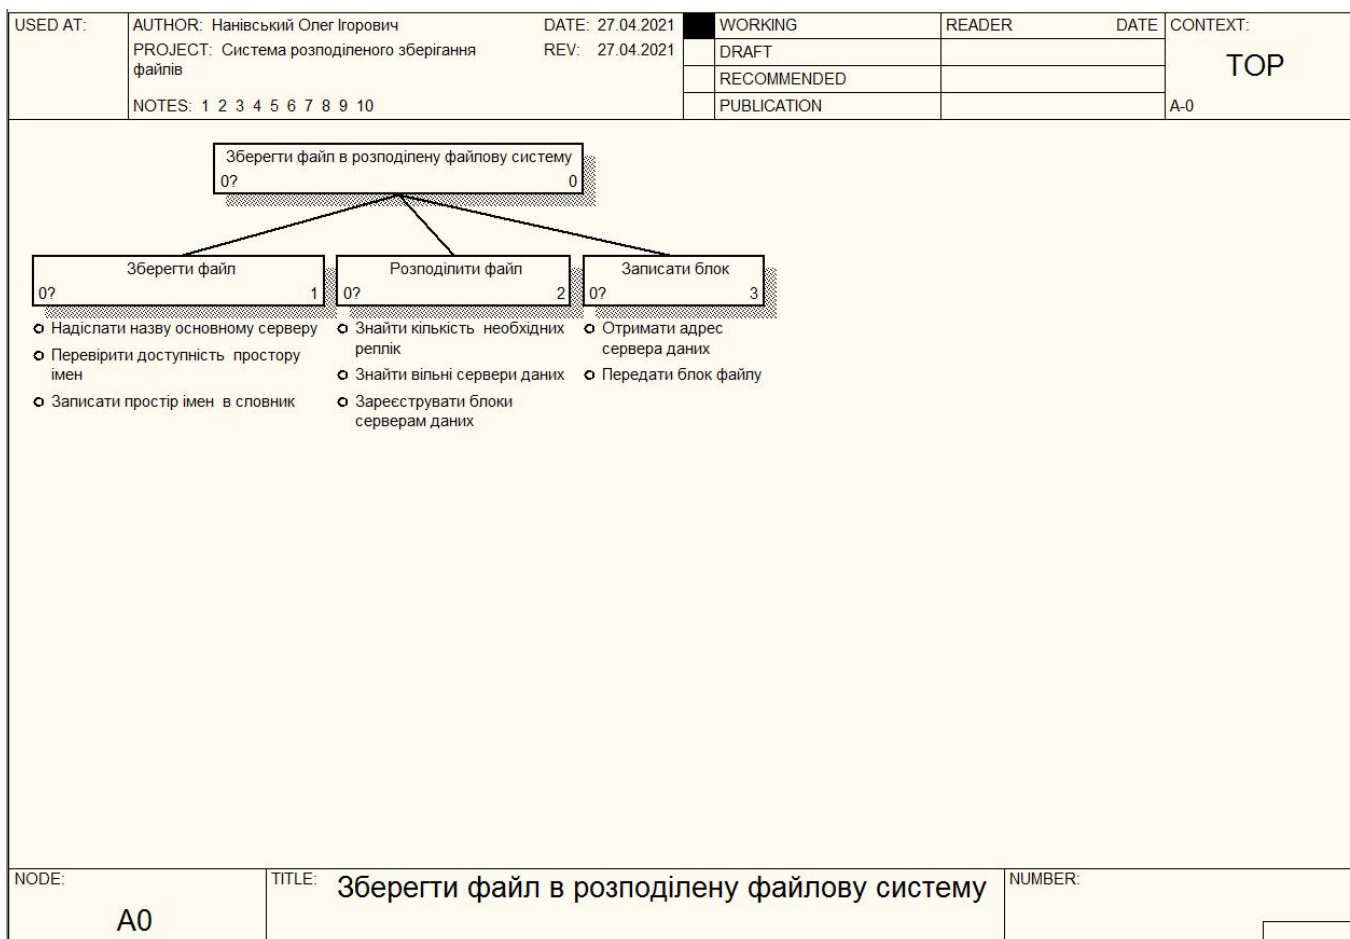 USED AT:
AUTHOR: Нанівський Олег Ігорович
DATE: 27.04.2021
PROJECT: Система розподіленого зберігання
файлів
REV: 27.04.2021
NOTES: 1 2 3 4 5 6 7 8 9 10
WORKING
DRAFT
RECOMMENDED
PUBLICATION
READER DATE
CONTEXT:
TOP
A-0
Зберегти файл в розподілену файлову систему
0? 0
Зберегти файл
0? 1
Надіслати назву основному серверу
Перевірити доступність простору
імен
Записати простір імен в словник
Розподілити файл
0? 2
Знайти кількість необхідних
реплік
Знайти вільні сервери даних
Зареєструвати блоки
серверам даних
Записати блок
0? 3
Отримати адрес
сервера даних
Передати блок файлу
NODE:
A0
TITLE:
Зберегти файл в розподілену файлову систему
NUMBER: